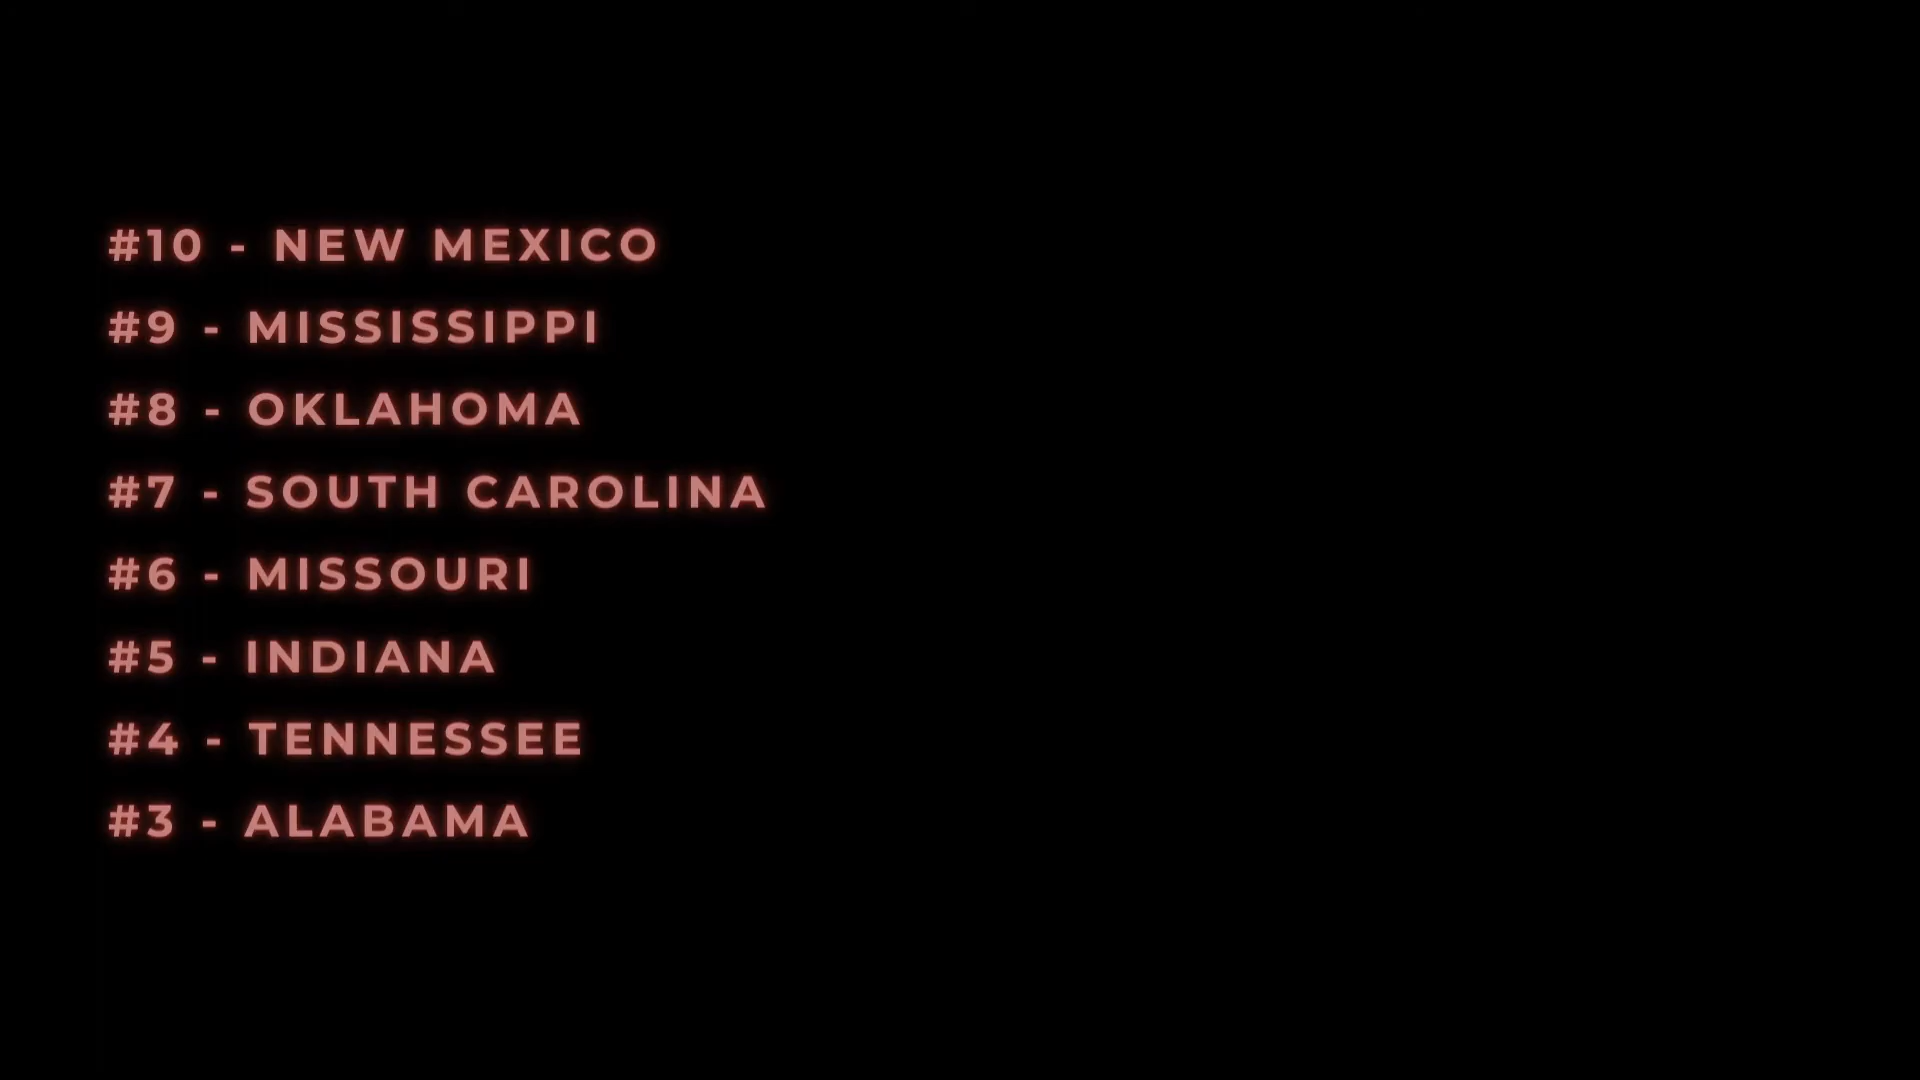 #10 - NEW MEXICO
#9 - MISSISSIPPI
#8 - OKLAHOMA
#7 - SOUTH CAROLINA
#6 - MISSOURI
#5 - INDIANA
#4 - TENNESSEE
#3 - ALABAMA